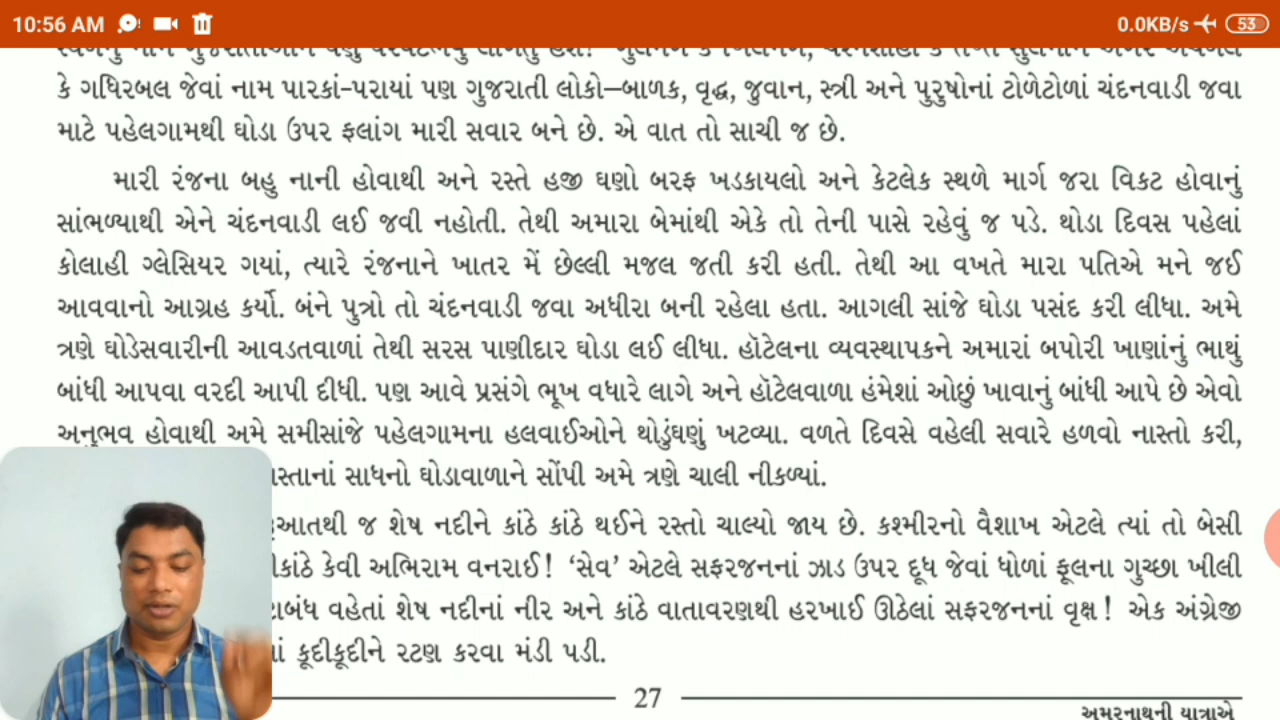 10:56 AM
0.0KB/s
53
કે ગધિરબલ જેવાં નામ પારકાં-પરાયાં પણ ગુજરાતી લોકો—બાળક, વૃદ્ધ, જુવાન, સ્ત્રી અને પુરુષોનાં ટોળેટોળાં ચંદનવાડી જવા
માટે પહેલગામથી ઘોડા ઉપર ફલાંગ મારી સવાર બને છે. એ વાત તો સાચી જ છે.
મારી રંજના બહુ નાની હોવાથી અને રસ્તે હજી ઘણો બરફ ખડકાયલો અને કેટલેક સ્થળે માર્ગ જરા વિકટ હોવાનું
સાંભળ્યાથી એને ચંદનવાડી લઈ જવી નહોતી. તેથી અમારા બેમાંથી એકે તો તેની પાસે રહેવું જ પડે. થોડા દિવસ પહેલાં
કોલાહી ગ્લેસિયર ગયાં, ત્યારે રંજનાને ખાતર મેં છેલ્લી મજલ જતી કરી હતી. તેથી આ વખતે મારા પતિએ મને જઈ
આવવાનો આગ્રહ કર્યો. બંને પુત્રો તો ચંદનવાડી જવા અધીરા બની રહેલા હતા. આગલી સાંજે ઘોડા પસંદ કરી લીધા. અમે
ત્રણે ઘોડેસવારીની આવડતવાળાં તેથી સરસ પાણીદાર ઘોડા લઈ લીધા. હૉટેલના વ્યવસ્થાપકને અમારાં બપોરી ખાણાંનું ભાથું
બાંધી આપવા વરદી આપી દીધી. પણ આવે પ્રસંગે ભૂખ વધારે લાગે અને હૉટેલવાળા હંમેશાં ઓછું ખાવાનું બાંધી આપે છે એવો
અનુભવ હોવાથી અમે સમીસાંજે પહેલગામના હલવાઈઓને થોડુંઘણું ખટવ્યા. વળતે દિવસે વહેલી સવારે હળવો નાસ્તો કરી,
સાધનો ઘોડાવાળાને સોંપી અમે ત્રણે ચાલી નીકળ્યાં.
જ શેષ નદીને કાંઠે કાંઠે થઈને રસ્તો ચાલ્યો જાય છે. કશ્મીરનો વૈશાખ એટલે ત્યાં તો બેસી
કેવી અભિરામ વનરાઈ! ‘સેવ’ એટલે સફરજનનાં ઝાડ ઉપર દૂધ જેવાં ધોળાં ફૂલના ગુચ્છા ખીલી
વહેતાં શેષ નદીનાં નીર અને કાંઠે વાતાવરણથી હરખાઈ ઊઠેલાં સફરજનનાં વૃક્ષ! એક અંગ્રેજી
કૂદીકૂદીને રટણ કરવા મંડી પડી.
27
અમરનાથની યાત્રાએ